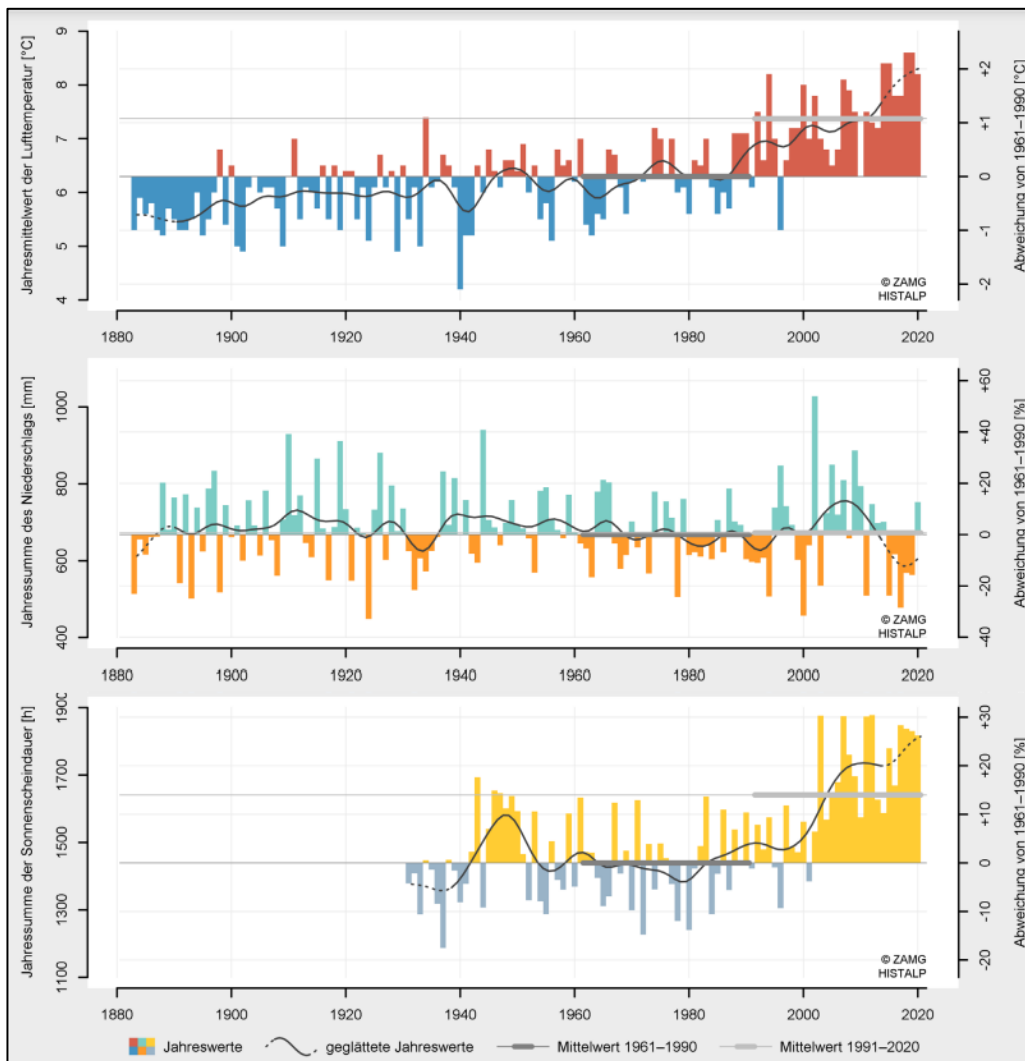 Jahresmittelwert der Lufttemperatur [°C]
9
8
7
6
5
4
+2
+1
0
-1
-2
Abweichung von 1961–1990 [°C]
© ZAMG
HISTALP
1880 1900 1920 1940 1960 1980 2000 2020
Jahressumme des Niederschlags [mm]
1000
800
600
400
+60
+40
+20
0
-20
-40
Abweichung von 1961–1990 [%]
© ZAMG
HISTALP
1880 1900 1920 1940 1960 1980 2000 2020
Jahressumme der Sonnenscheindauer [h]
1900
1700
1500
1300
1100
+30
+20
+10
0
-10
-20
Abweichung von 1961–1990 [%]
© ZAMG
HISTALP
1880 1900 1920 1940 1960 1980 2000 2020
Jahreswerte geglättete Jahreswerte Mittelwert 1961–1990 Mittelwert 1991–2020